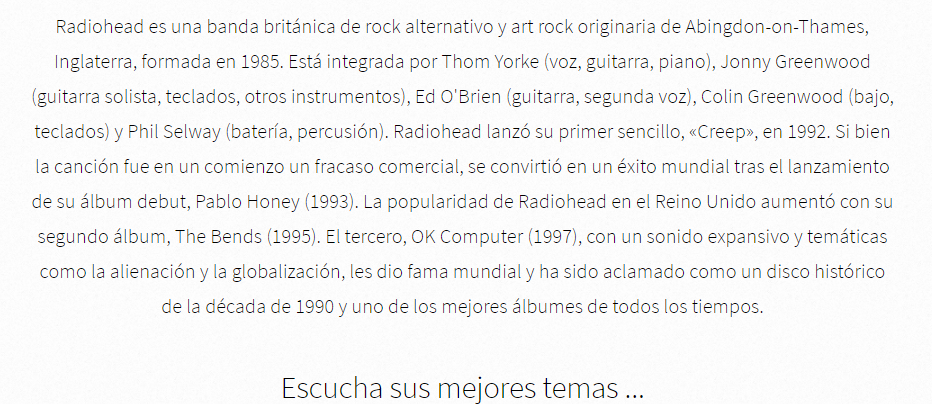 Radiohead es una banda británica de rock alternativo y art rock originaria de Abingdon-on-Thames,
Inglaterra, formada en 1985. Está integrada por Thom Yorke (voz, guitarra, piano), Jonny Greenwood
(guitarra solista, teclados, otros instrumentos), Ed O'Brien (guitarra, segunda voz), Colin Greenwood (bajo,
teclados) y Phil Selway (batería, percusión). Radiohead lanzó su primer sencillo, «Creep», en 1992. Si bien
la canción fue en un comienzo un fracaso comercial, se convirtió en un éxito mundial tras el lanzamiento
de su álbum debut, Pablo Honey (1993). La popularidad de Radiohead en el Reino Unido aumentó con su
segundo álbum, The Bends (1995). El tercero, OK Computer (1997), con un sonido expansivo y temáticas
como la alienación y la globalización, les dio fama mundial y ha sido aclamado como un disco histórico
de la década de 1990 y uno de los mejores álbumes de todos los tiempos.
Escucha sus mejores temas ...